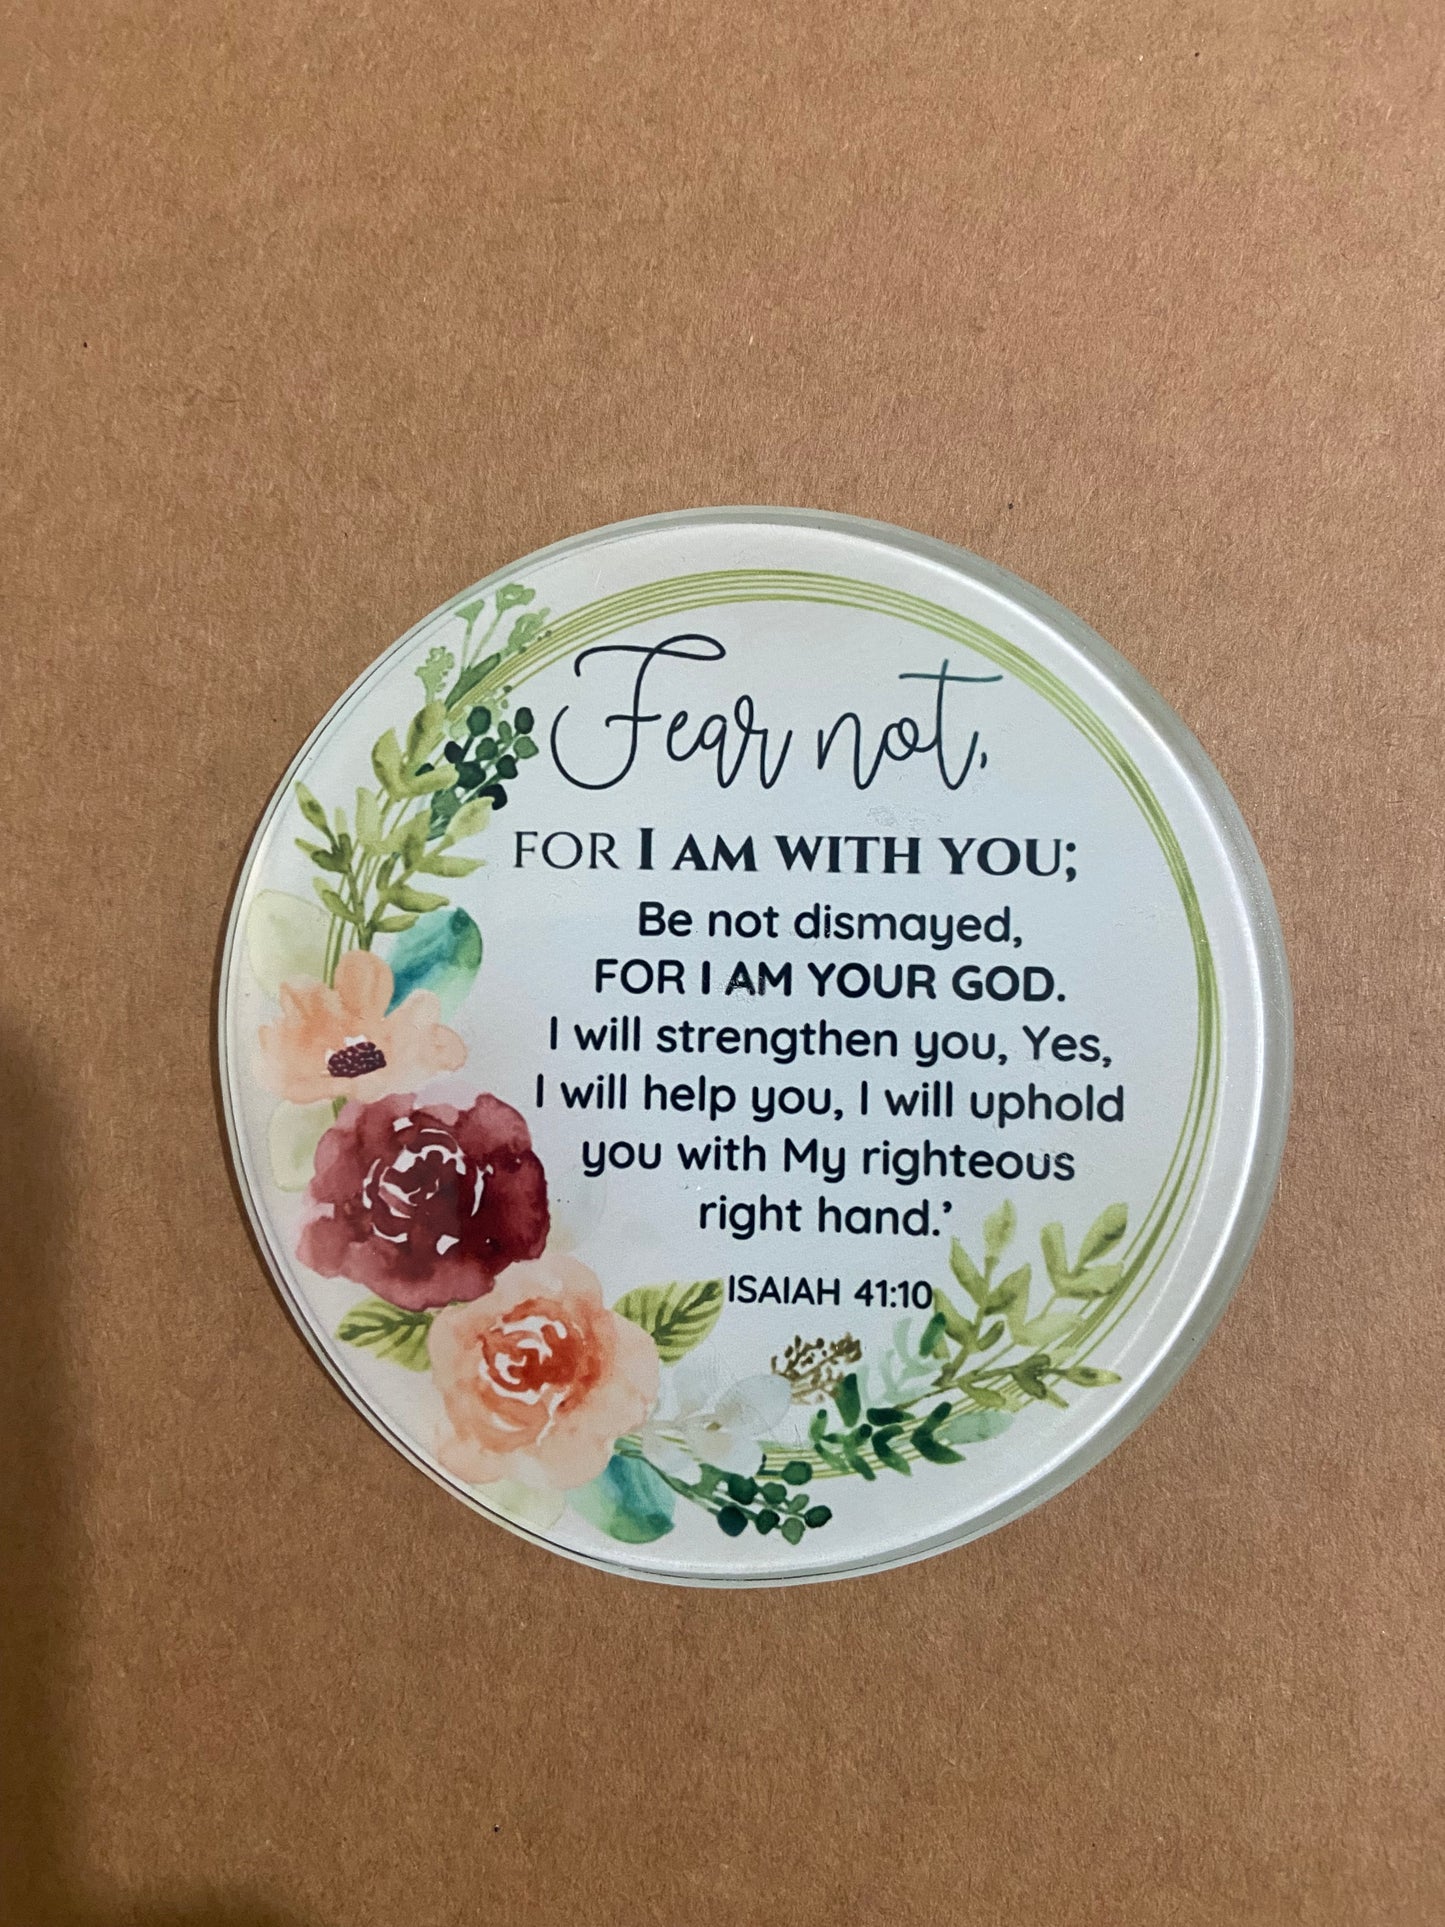 Fear not,
FOR I AM WITH YOU;
Be not dismayed,
FOR I AM YOUR GOD.
I will strengthen you, Yes,
I will help you, I will uphold
you with My righteous
right hand.’
ISAIAH 41:10